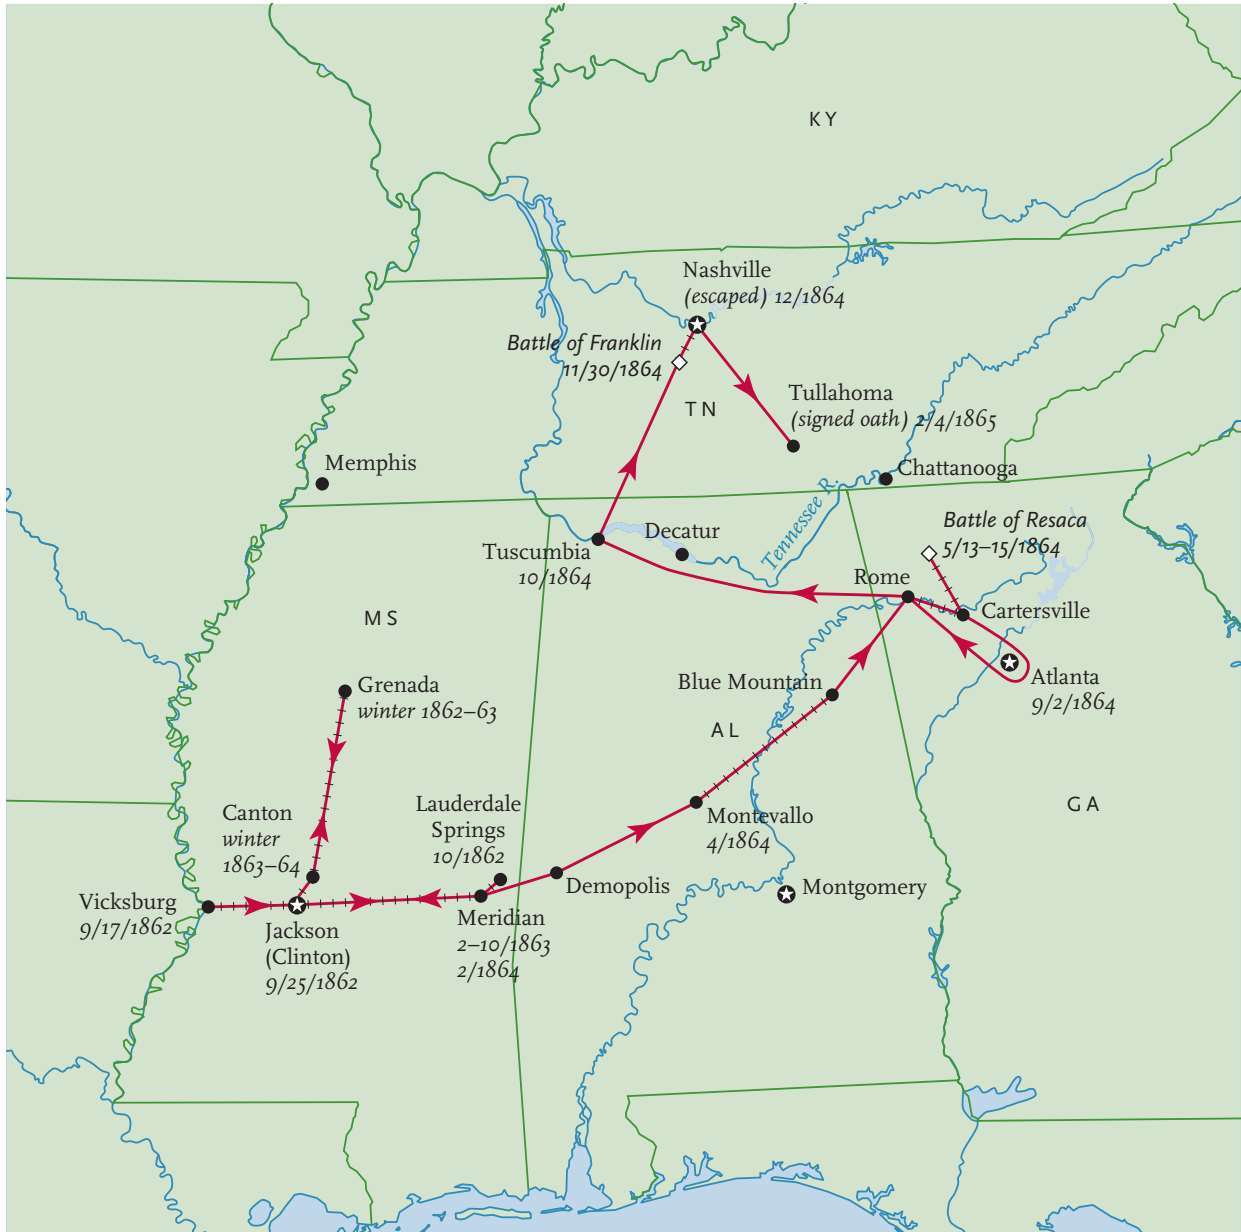 KY
Nashville
(escaped) 12/1864
Battle of Franklin
11/30/1864
TN
Tullahoma
(signed oath) 2/4/1865
Memphis
Chattanooga
Tennessee R.
Battle of Resaca
5/13–15/1864
Decatur
Tuscumbia
10/1864
Rome
Cartersville
MS
Atlanta
9/2/1864
Grenada
winter 1862–63
Blue Mountain
AL
GA
Canton
winter
1863–64
Lauderdale
Springs
10/1862
Montevallo
4/1864
Demopolis
Montgomery
Vicksburg
9/17/1862
Jackson
(Clinton)
9/25/1862
Meridian
2–10/1863
2/1864